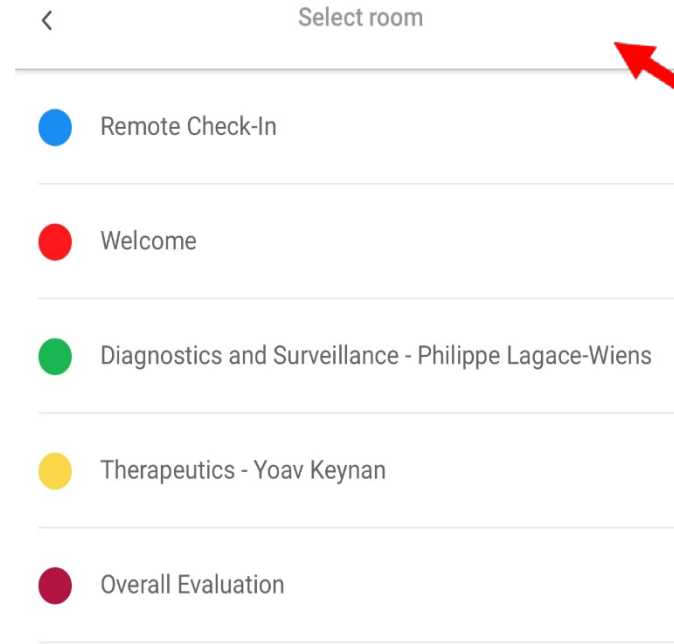 Select room
Remote Check-In
Welcome
Diagnostics and Surveillance - Philippe Lagace-Wiens
Therapeutics - Yoav Keynan
Overall Evaluation